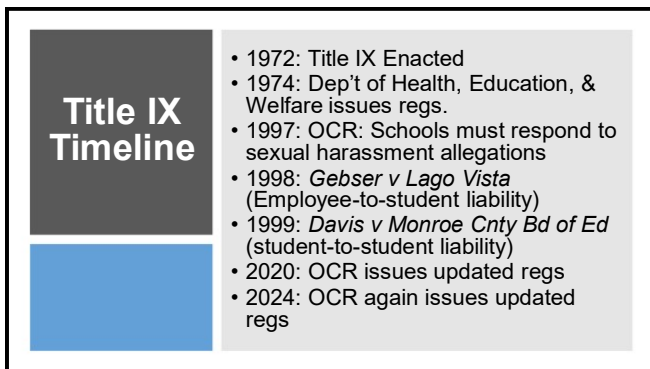 Title IX
Timeline
• 1972: Title IX Enacted
• 1974: Dep’t of Health, Education, &
Welfare issues regs.
• 1997: OCR: Schools must respond to
sexual harassment allegations
• 1998: Gebser v Lago Vista
(Employee-to-student liability)
• 1999: Davis v Monroe Cnty Bd of Ed
(student-to-student liability)
• 2020: OCR issues updated regs
• 2024: OCR again issues updated
regs